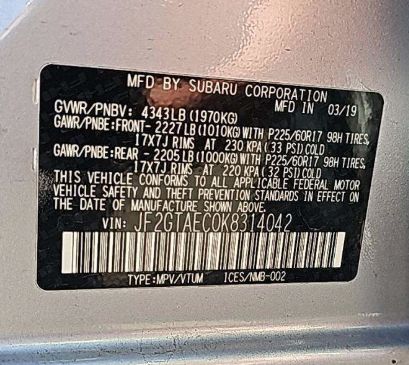 MFD BY SUBARU CORPORATION
MFD IN 03/19
GVWR/PNBV: 4343LB (1970KG)
GAWR/PNBE:FRONT- 2227LB (1010KG) WITH P225/60R17 98H TIRES,
17X7J RIMS AT 230 KPA (33 PSI) COLD
GAWR/PNBE:REAR - 2205LB (1000KG) WITH P225/60R17 98H TIRES,
17X7J RIMS AT 220 KPA (32 PSI) COLD
THIS VEHICLE CONFORMS TO ALL APPLICABLE FEDERAL MOTOR
VEHICLE SAFETY AND THEFT PREVENTION STANDARDS IN EFFECT ON
THE DATE OF MANUFACTURE SHOWN ABOVE.
VIN: JF2GTAEC0K8314042
TYPE:MPV/VTUM ICES/NMB-002